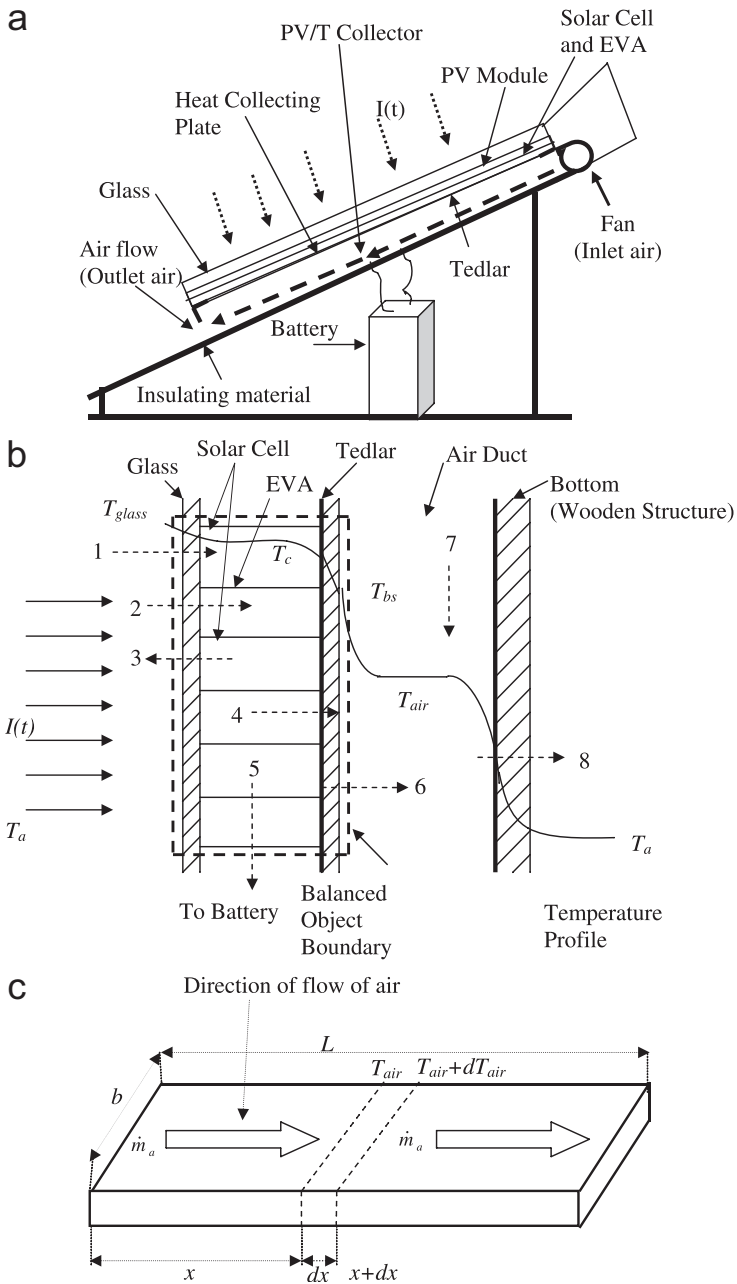 a
PV/T Collector
Solar Cell
and EVA
PV Module
I(t)
Heat Collecting
Plate
Glass
Air flow
(Outlet air)
Fan
(Inlet air)
Tedlar
Battery
Insulating material
b
Solar Cell
Tedlar
Air Duct
Glass
EVA
Bottom
(Wooden Structure)
T_glass
1
T_c
7
2
T_bs
3
T_air
4
I(t)
5
8
6
T_a
T_a
To Battery
Balanced
Object
Boundary
Temperature
Profile
c
Direction of flow of air
L
T_air T_air+dT_air
b
ṁ_a
ṁ_a
x
dx
x+dx